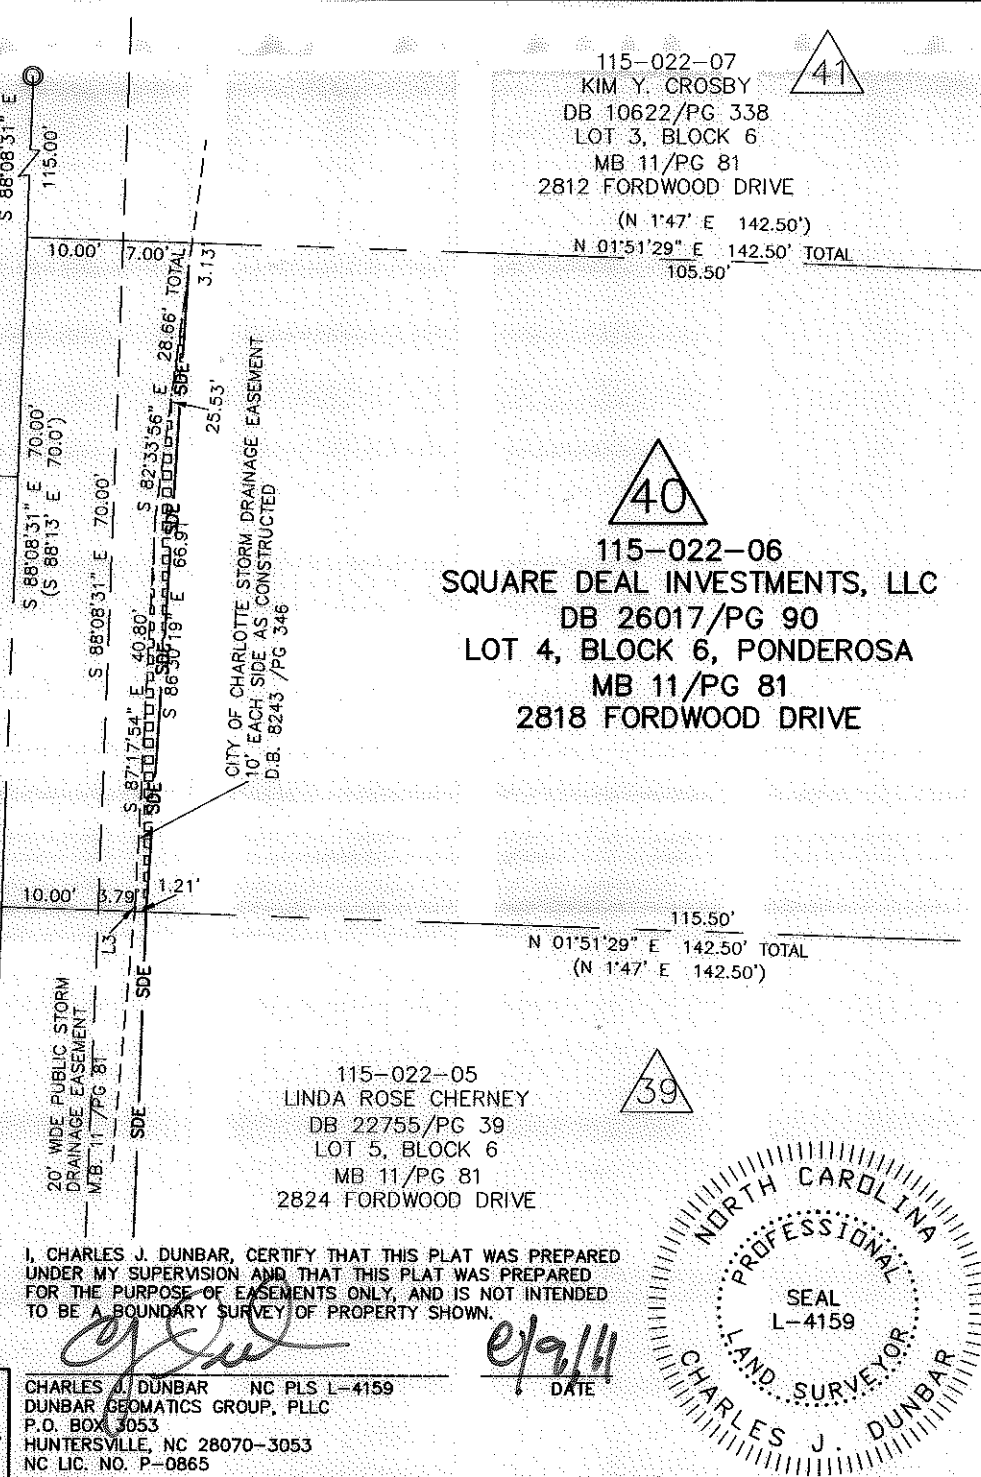 115-022-07
KIM Y. CROSBY
DB 10622/PG 338
LOT 3, BLOCK 6
MB 11/PG 81
2812 FORDWOOD DRIVE
41
(N 1°47' E 142.50')
N 01°51'29" E 142.50' TOTAL
105.50'
S 88°08'31" E
115.00'
10.00'
7.00'
3.13'
S 82°33'56" E 28.66' TOTAL
25.53'
SDE
S 88°08'31" E 70.00'
(S 88°13' E 70.0')
S 88°08'31" E 70.00'
S 87°17'54" E 40.80'
SDE
SDE
SDE
66.91
CITY OF CHARLOTTE STORM DRAINAGE EASEMENT
10' EACH SIDE AS CONSTRUCTED
D.B. 8243 /PG 346
40
115-022-06
SQUARE DEAL INVESTMENTS, LLC
DB 26017/PG 90
LOT 4, BLOCK 6, PONDEROSA
MB 11/PG 81
2818 FORDWOOD DRIVE
10.00'
3.79'
1.21'
L3
115.50'
N 01°51'29" E 142.50' TOTAL
(N 1°47' E 142.50')
SDE
SDE
20' WIDE PUBLIC STORM
DRAINAGE EASEMENT
M.B. 11 /PG 81
115-022-05
LINDA ROSE CHERNEY
DB 22755/PG 39
LOT 5, BLOCK 6
MB 11/PG 81
2824 FORDWOOD DRIVE
39
I, CHARLES J. DUNBAR, CERTIFY THAT THIS PLAT WAS PREPARED
UNDER MY SUPERVISION AND THAT THIS PLAT WAS PREPARED
FOR THE PURPOSE OF EASEMENTS ONLY, AND IS NOT INTENDED
TO BE A BOUNDARY SURVEY OF PROPERTY SHOWN.
DATE
CHARLES J. DUNBAR NC PLS L-4159
DUNBAR GEOMATICS GROUP, PLLC
P.O. BOX 3053
HUNTERSVILLE, NC 28070-3053
NC LIC. NO. P-0865
NORTH CAROLINA
PROFESSIONAL
SEAL
L-4159
LAND SURVEYOR
CHARLES J. DUNBAR